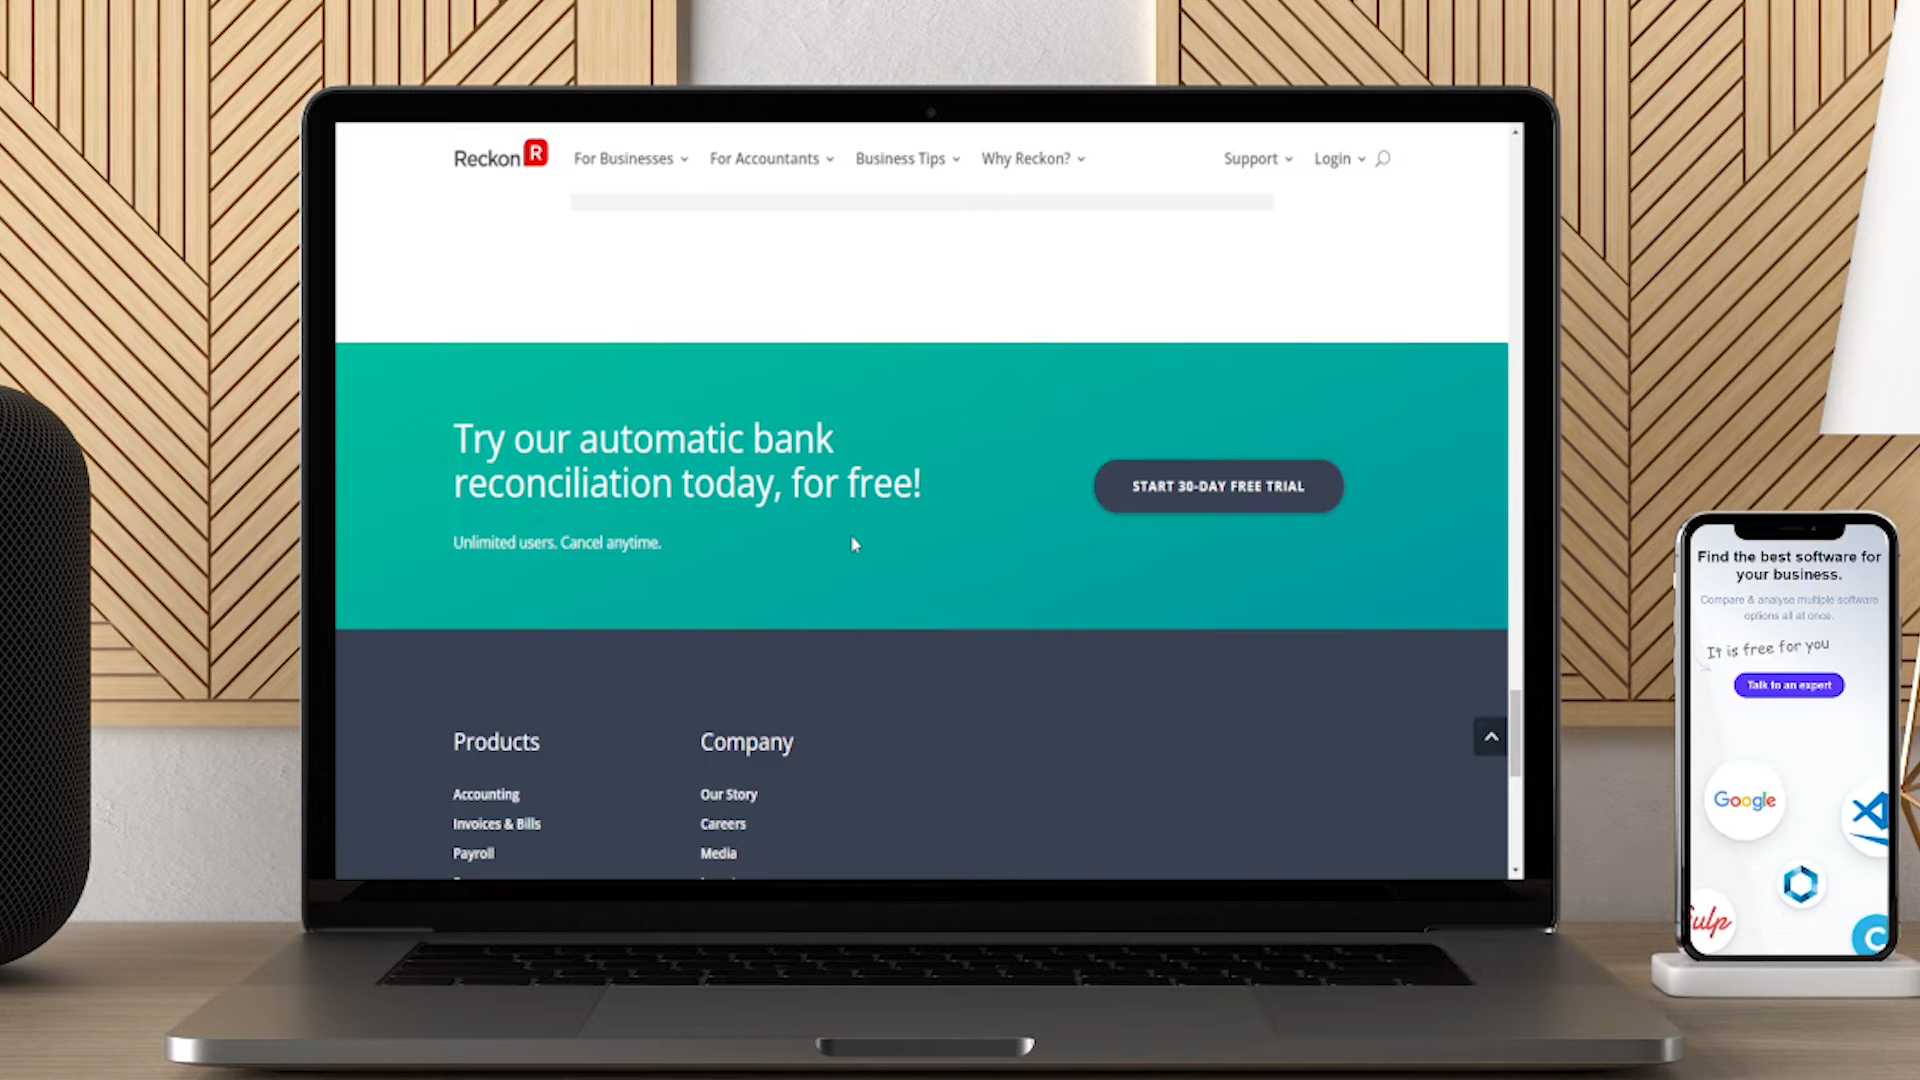 Reckon R
For Businesses
For Accountants
Business Tips
Why Reckon?
Support
Login
Try our automatic bank
reconciliation today, for free!
Unlimited users. Cancel anytime.
START 30-DAY FREE TRIAL
Products
Company
Accounting
Our Story
Invoices & Bills
Careers
Payroll
Media
Find the best software for
your business.
Compare & analyse multiple software
options all at once.
It is free for you
Talk to an expert
Google
C